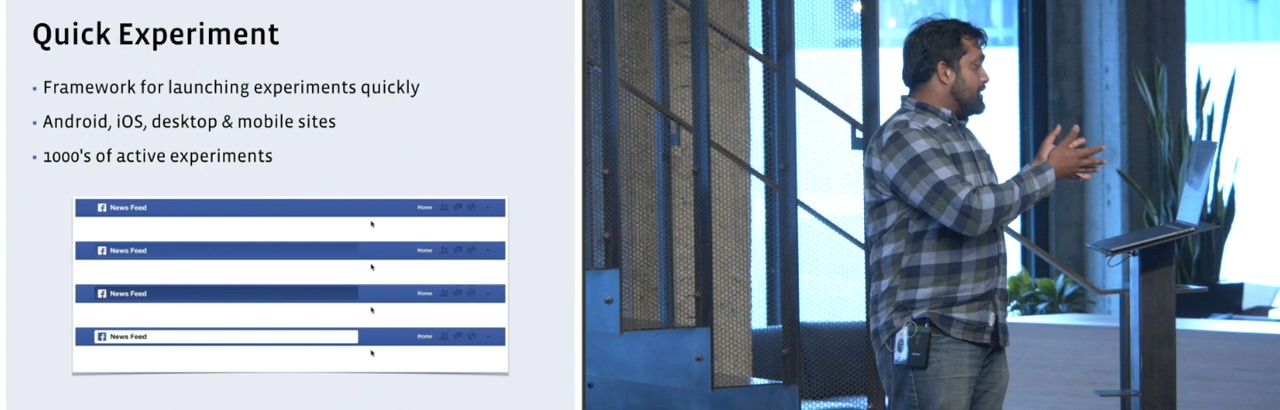 Quick Experiment
Framework for launching experiments quickly
Android, iOS, desktop & mobile sites
1000's of active experiments
f News Feed Home
f News Feed Home
f News Feed Home
f News Feed Home